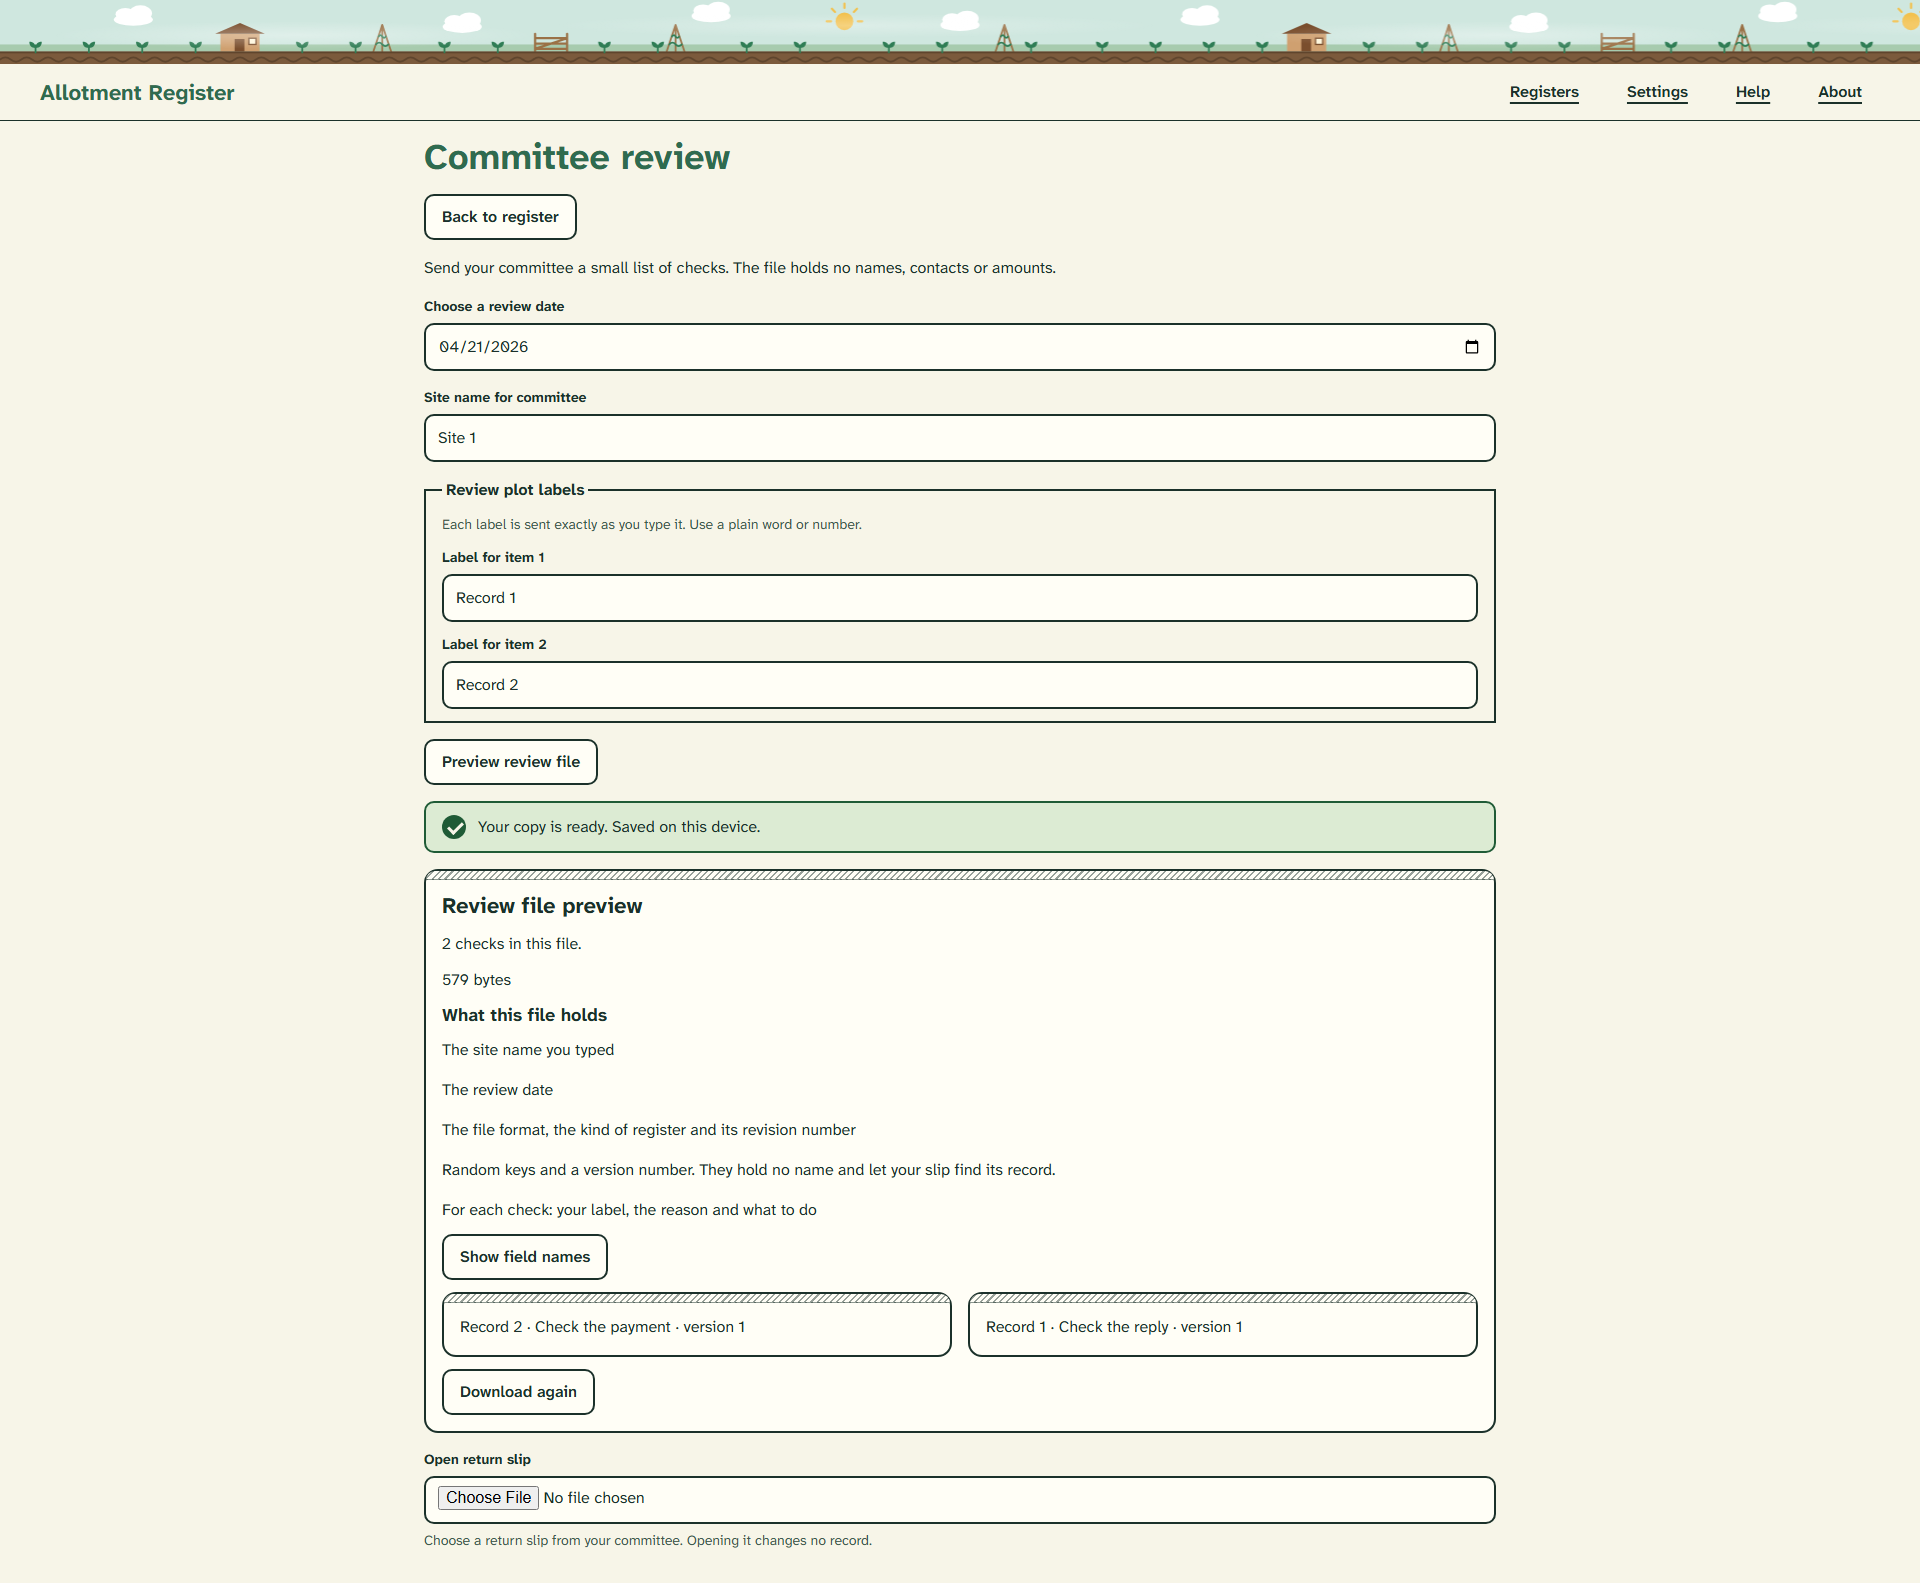 Allotment Register
Registers
Settings
Help
About
Committee review
Back to register
Send your committee a small list of checks. The file holds no names, contacts or amounts.
Choose a review date
04/21/2026
Site name for committee
Site 1
Review plot labels
Each label is sent exactly as you type it. Use a plain word or number.
Label for item 1
Record 1
Label for item 2
Record 2
Preview review file
Your copy is ready. Saved on this device.
Review file preview
2 checks in this file.
579 bytes
What this file holds
The site name you typed
The review date
The file format, the kind of register and its revision number
Random keys and a version number. They hold no name and let your slip find its record.
For each check: your label, the reason and what to do
Show field names
Record 2 · Check the payment · version 1
Record 1 · Check the reply · version 1
Download again
Open return slip
Choose File No file chosen
Choose a return slip from your committee. Opening it changes no record.